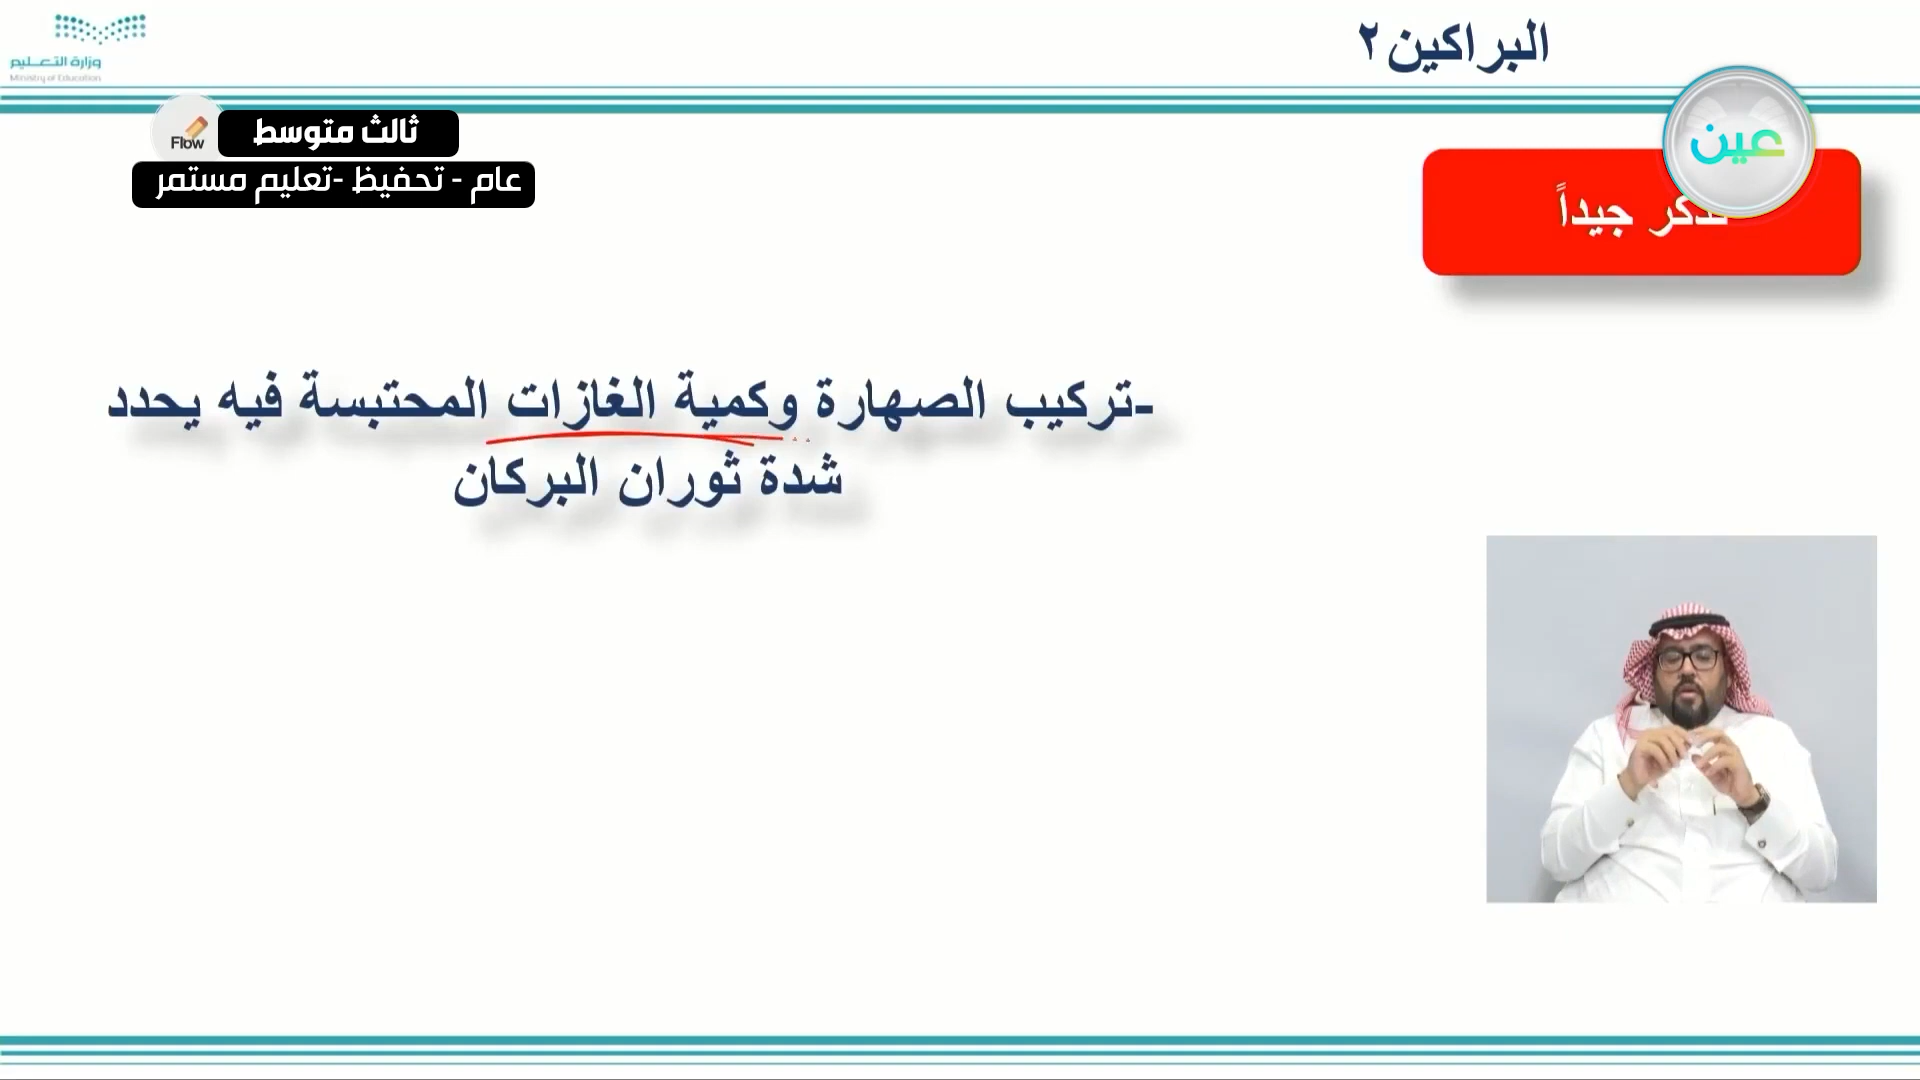 البراكين ٢
وزارة التعليم
Ministry of Education
عين
Flow
ثالث متوسط
عام - تحفيظ -تعليم مستمر
جيداً
-تركيب الصهارة وكمية الغازات المحتبسة فيه يحدد
شدة ثوران البركان